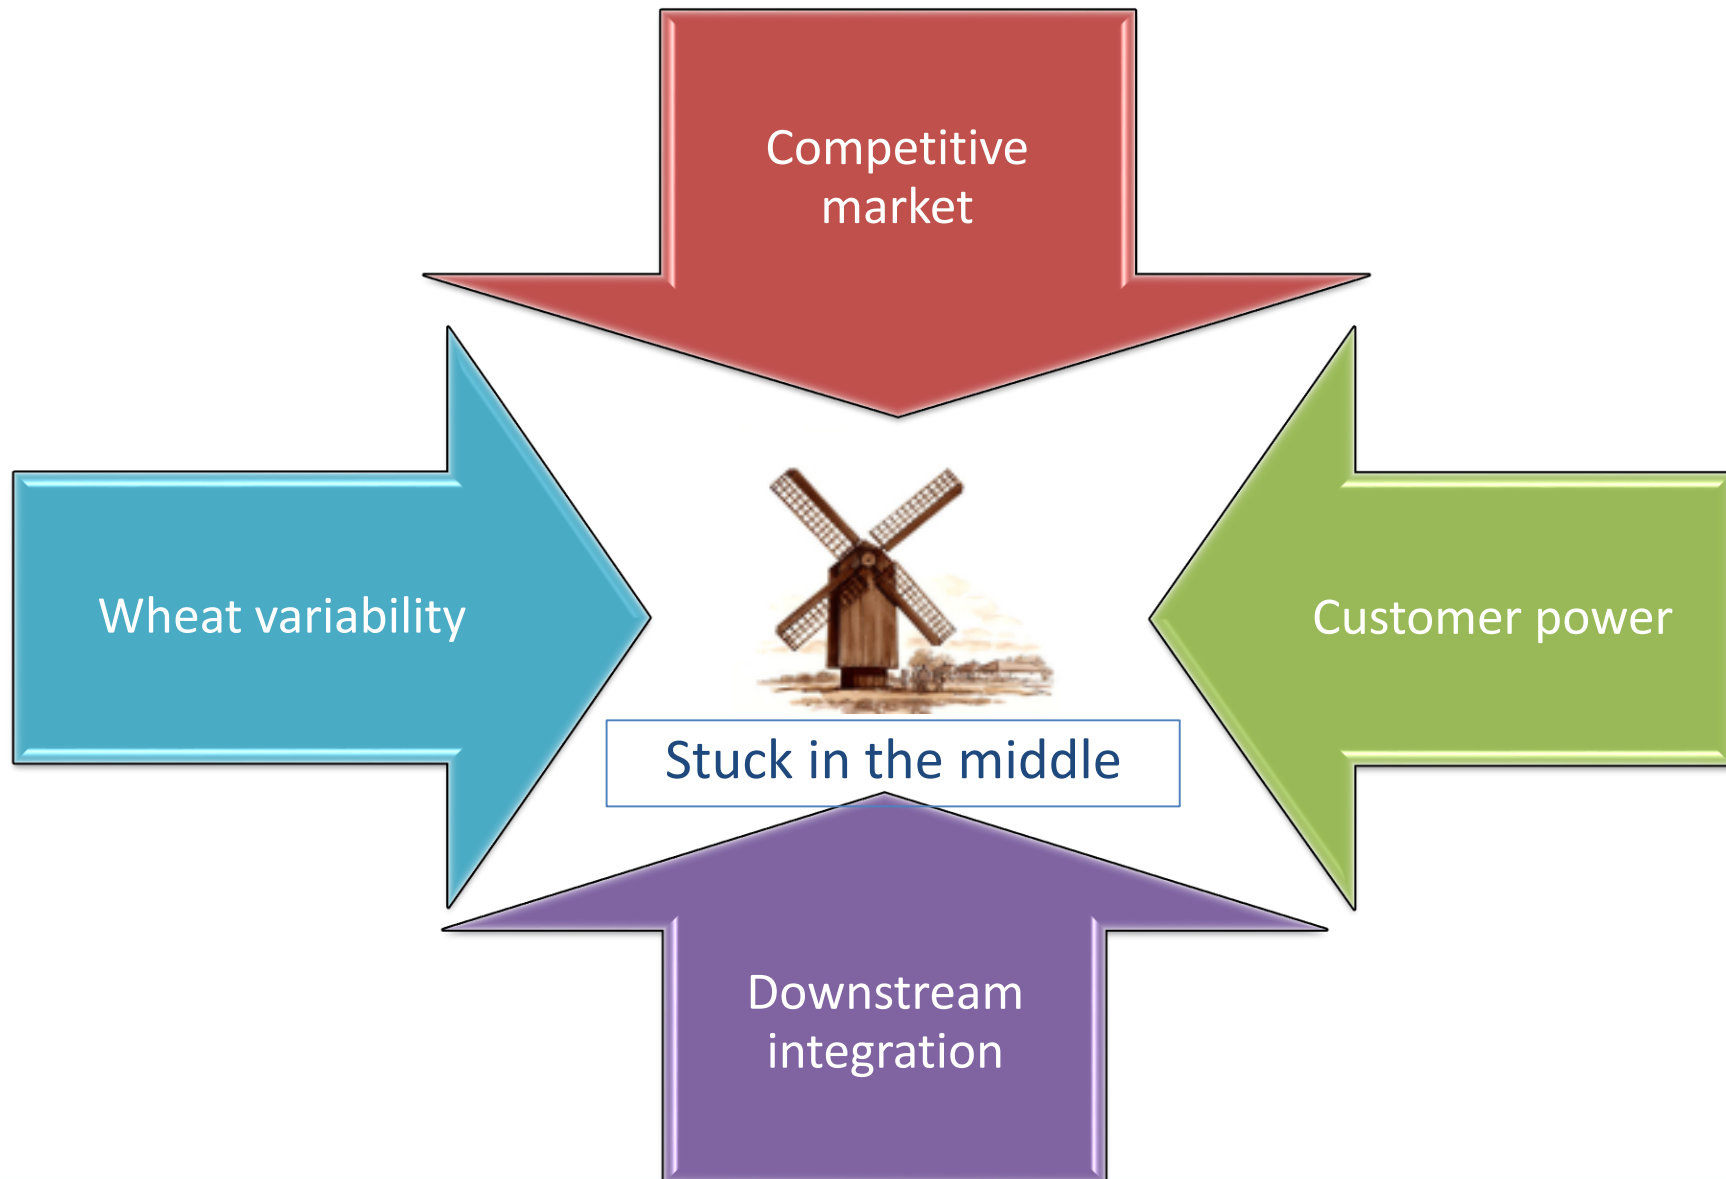 Competitive
market
Wheat variability
Customer power
Stuck in the middle
Downstream
integration